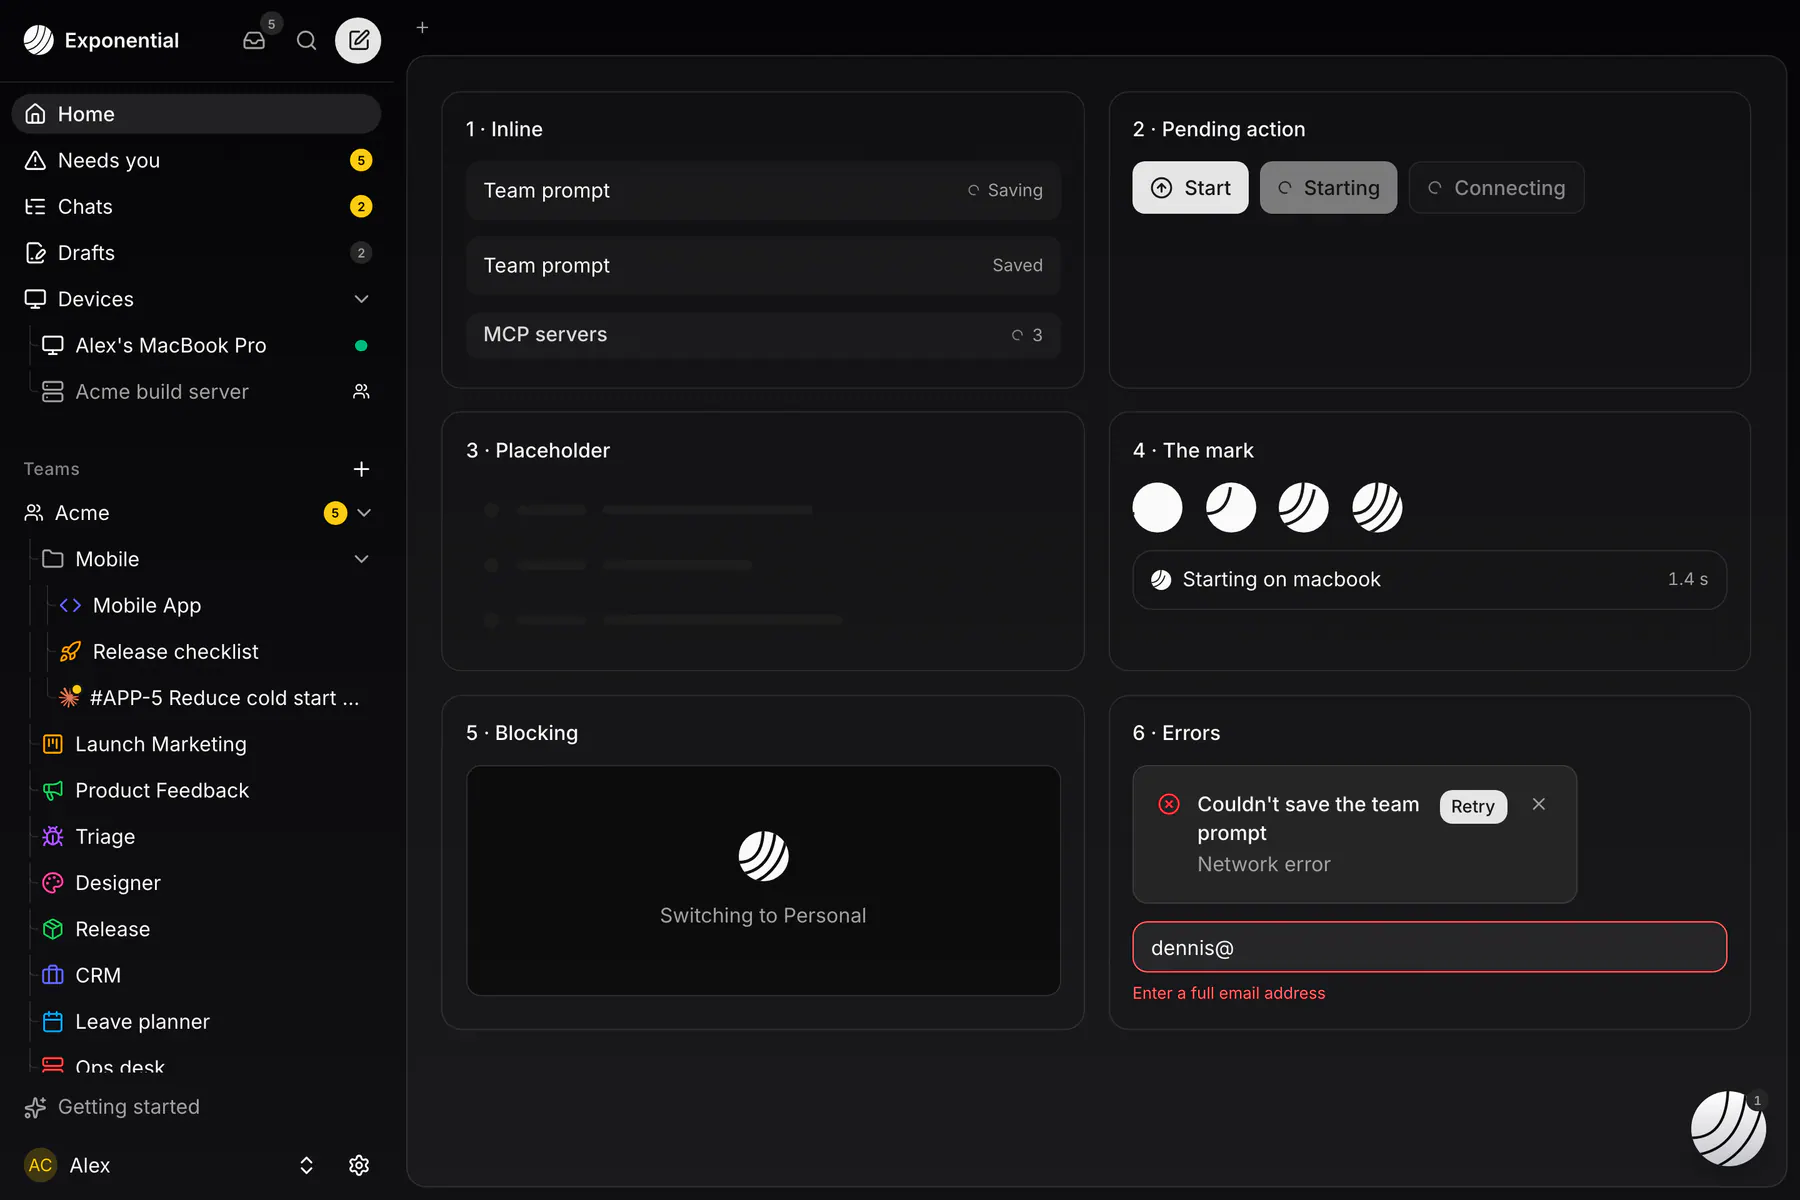 Exponential
5
Home
Needs you
5
Chats
2
Drafts
2
Devices
Alex's MacBook Pro
Acme build server
Teams
Acme
5
Mobile
Mobile App
Release checklist
#APP-5 Reduce cold start ...
Launch Marketing
Product Feedback
Triage
Designer
Release
CRM
Leave planner
Ops desk
Getting started
AC
Alex
1 · Inline
Team prompt
Saving
Team prompt
Saved
MCP servers
3
2 · Pending action
Start
Starting
Connecting
3 · Placeholder
4 · The mark
Starting on macbook
1.4 s
5 · Blocking
Switching to Personal
6 · Errors
Couldn't save the team
prompt
Network error
Retry
dennis@
Enter a full email address
1